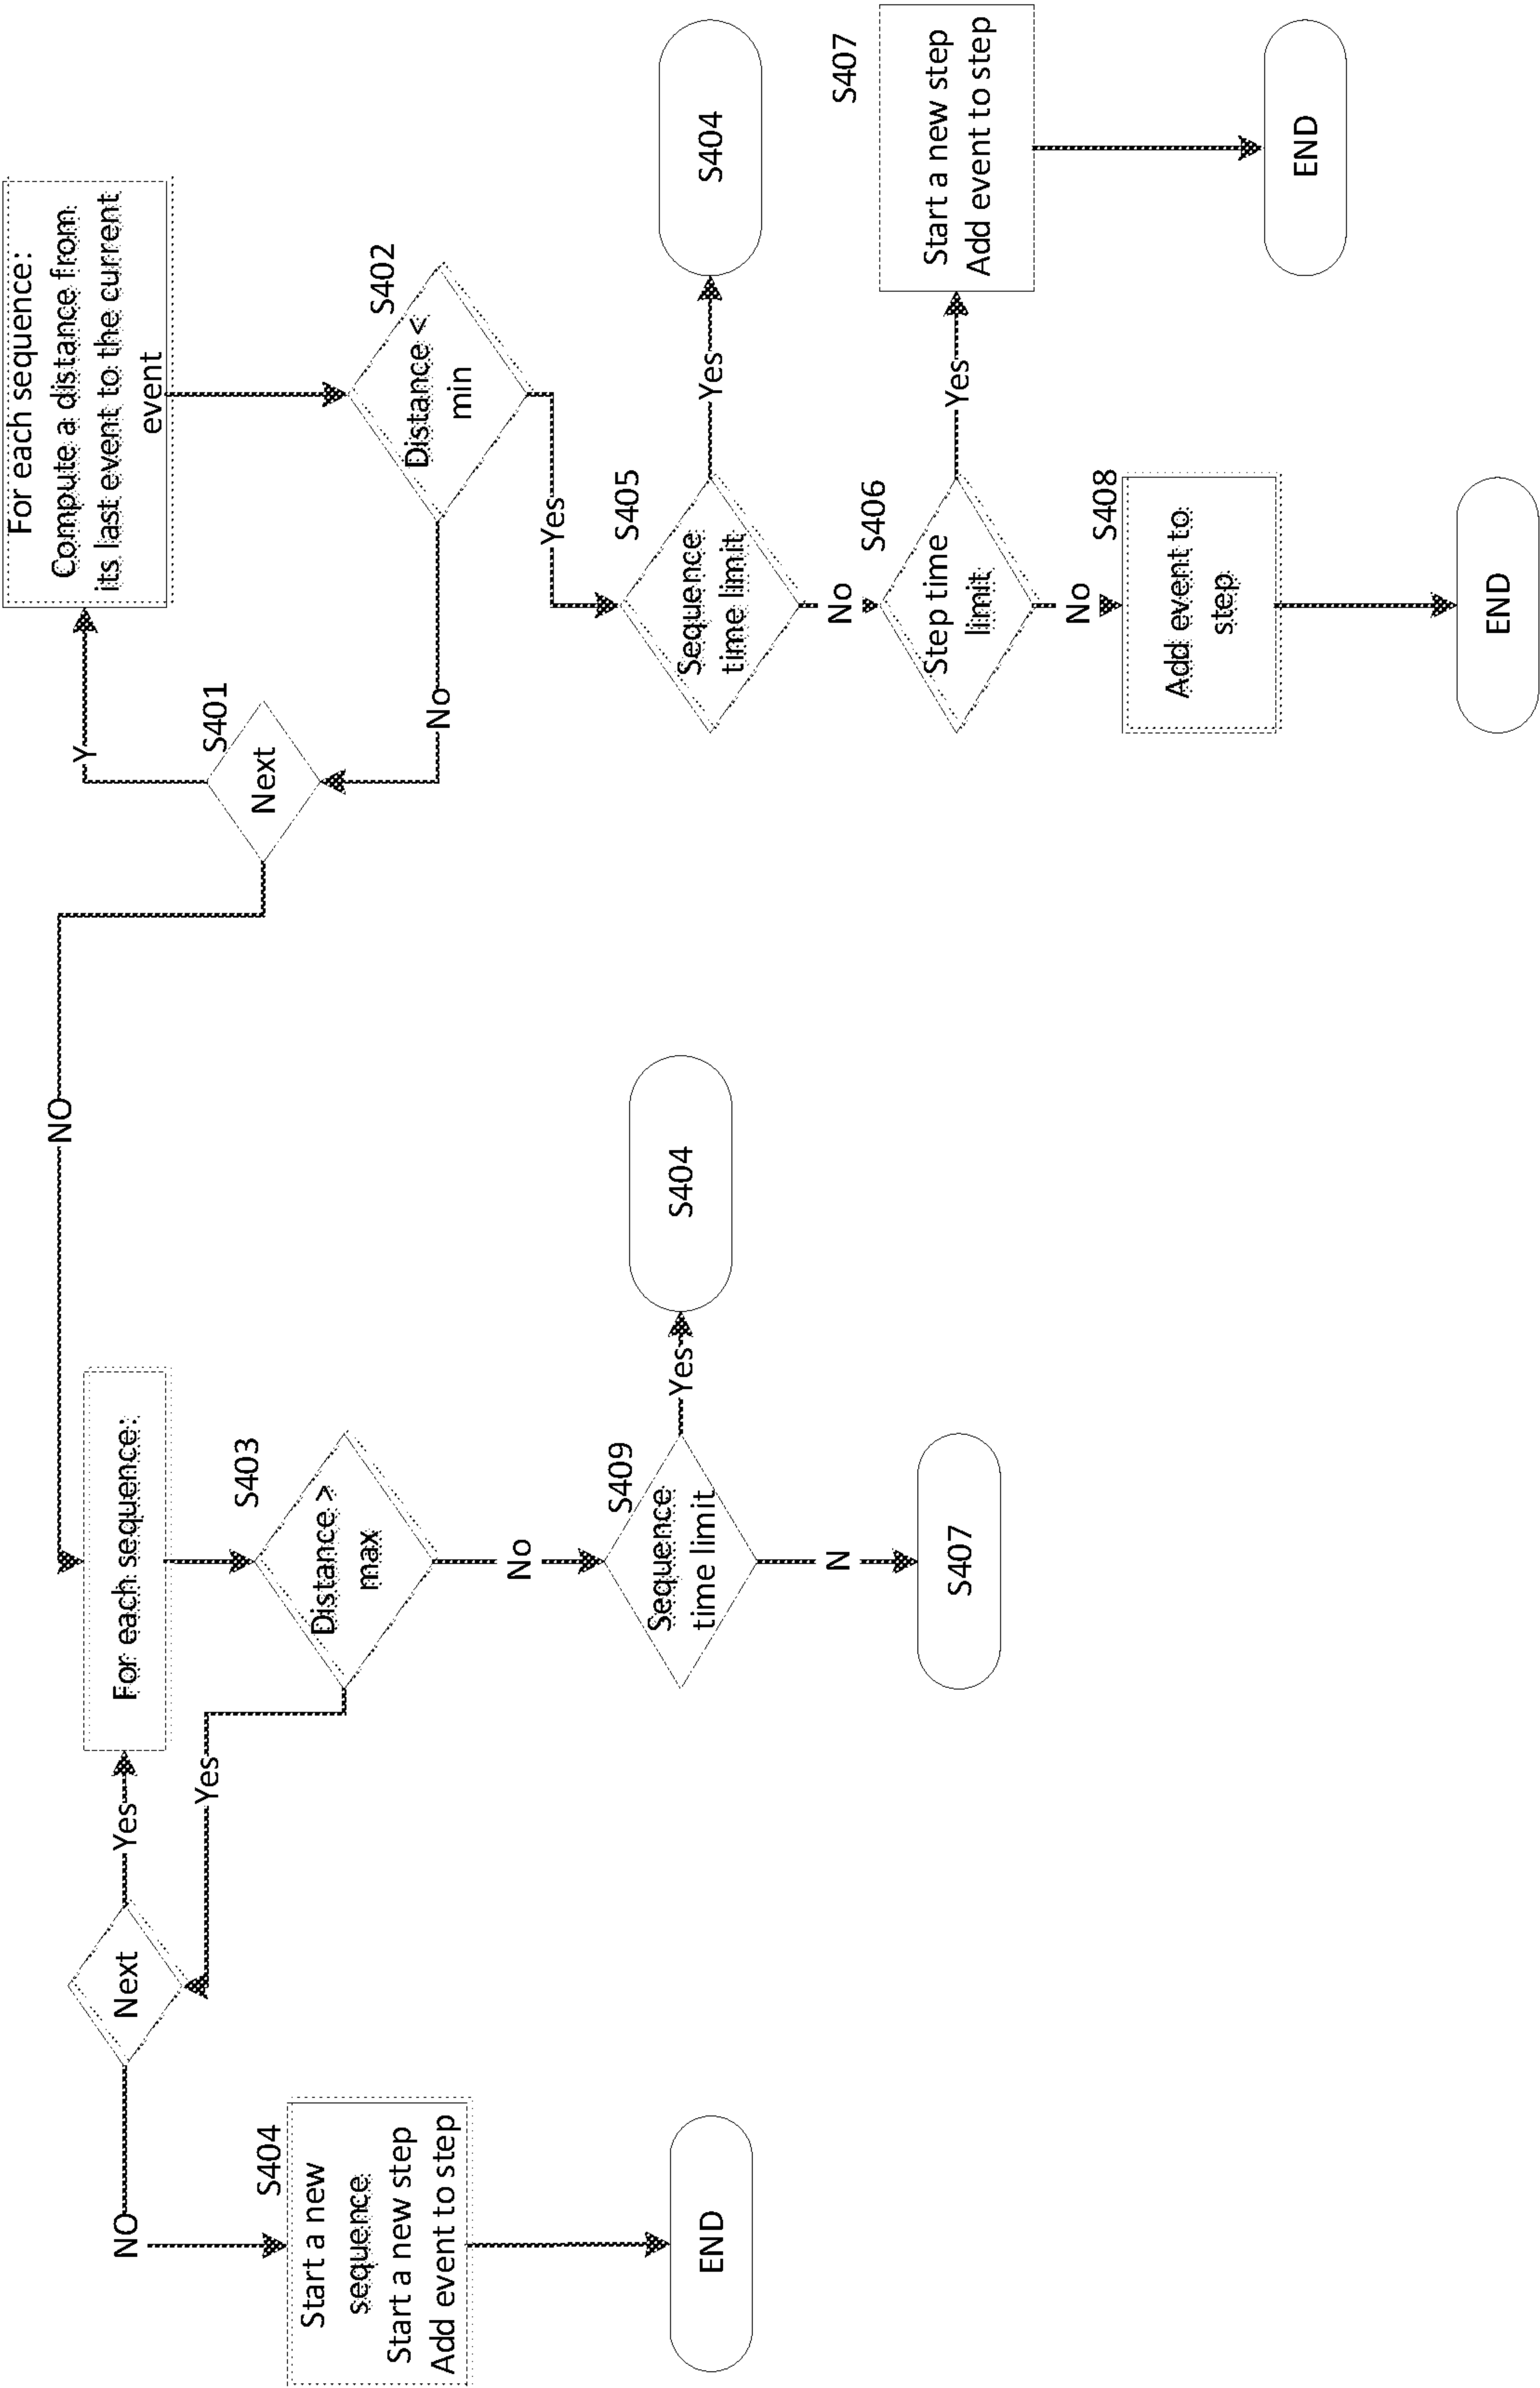 NO
Next
Yes
For each sequence:
NO
Y
For each sequence:
Compute a distance from
its last event to the current
event
S401
Next
Yes
S403
Distance >
max
S404
Start a new
sequence
Start a new step
Add event to step
No
S402
Distance <
min
No
Yes
END
S409
Sequence
time limit
Yes
S404
S405
Sequence
time limit
Yes
S404
N
S407
No
S406
Step time
limit
Yes
S407
Start a new step
Add event to step
No
S408
Add event to
step
END
END